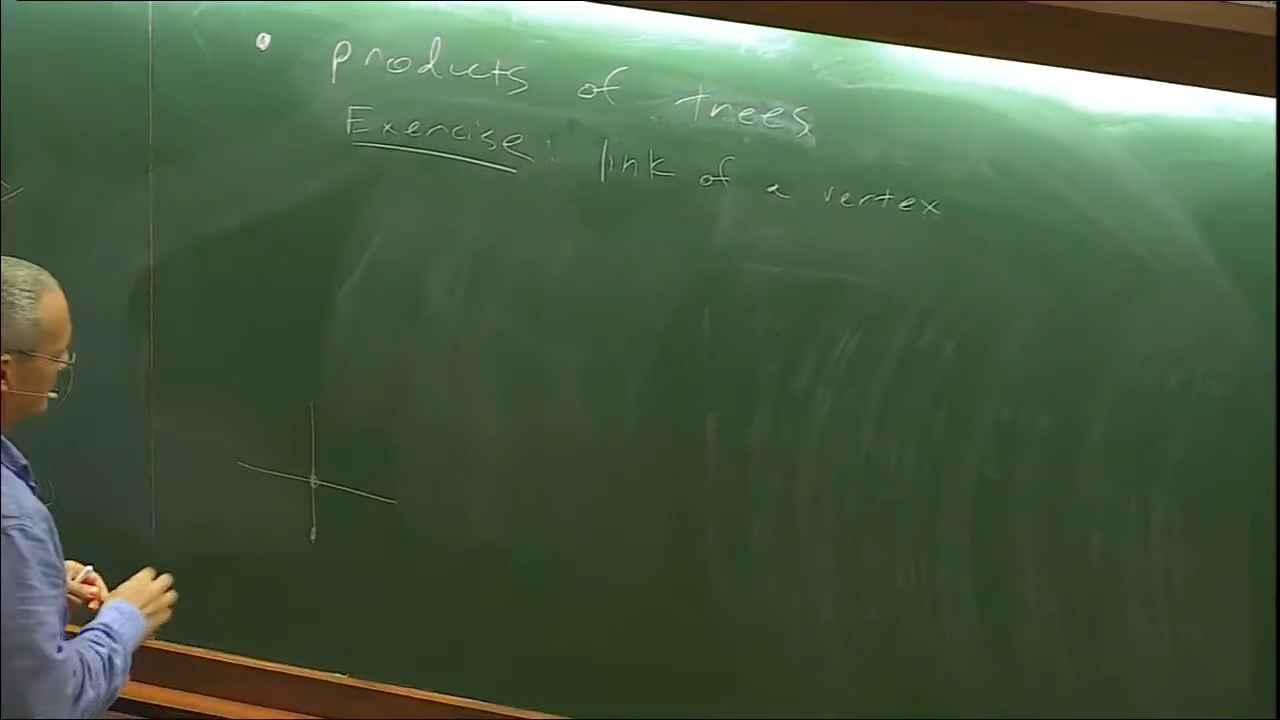 • products of trees
Exercise: link of a vertex